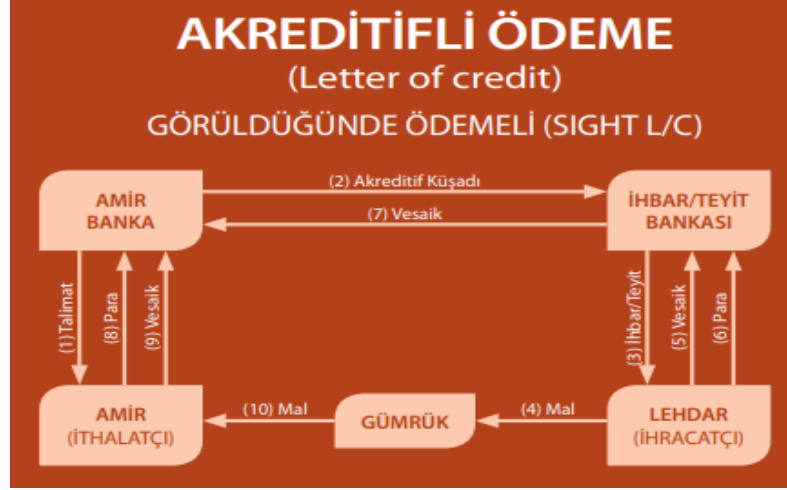 AKREDİTİFLİ ÖDEME
(Letter of credit)
GÖRÜLDÜĞÜNDE ÖDEMELİ (SIGHT L/C)
AMİR
BANKA
(2) Akreditif Küşadı
(7) Vesaik
İHBAR/TEYİT
BANKASI
(1) Talimat
(8) Para
(9) Vesaik
(3) İhbar/Teyit
(5) Vesaik
(6) Para
AMİR
(İTHALATÇI)
(10) Mal
GÜMRÜK
(4) Mal
LEHDAR
(İHRACATÇI)